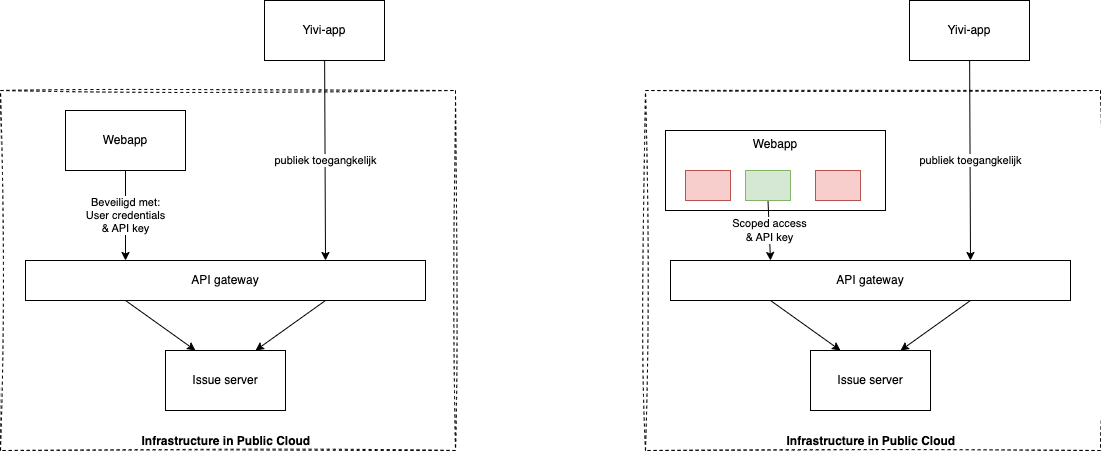 Yivi-app
Webapp
publiek toegangkelijk
Beveiligd met:
User credentials
& API key
API gateway
Issue server
Infrastructure in Public Cloud
Yivi-app
Webapp
publiek toegangkelijk
Scoped access
& API key
API gateway
Issue server
Infrastructure in Public Cloud